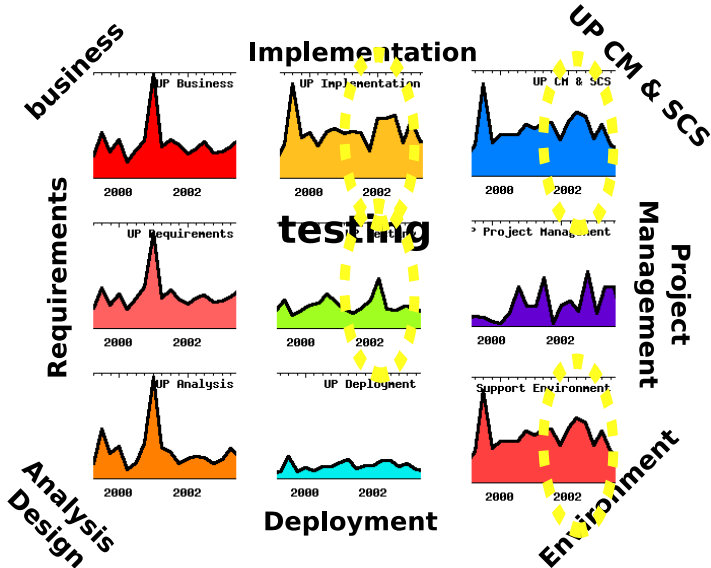 business
Implementation
UP CM & SCS
UP Business
UP Implementation
UP CM & SCS
2000 2002
2000 2002
2000 2002
Requirements
testing
Project
Management
UP Requirements
P Project Management
2000 2002
2000 2002
2000 2002
UP Analysis
UP Deployment
Support Environment
2000 2002
2000 2002
2000 2002
Analysis
Design
Deployment
Environment